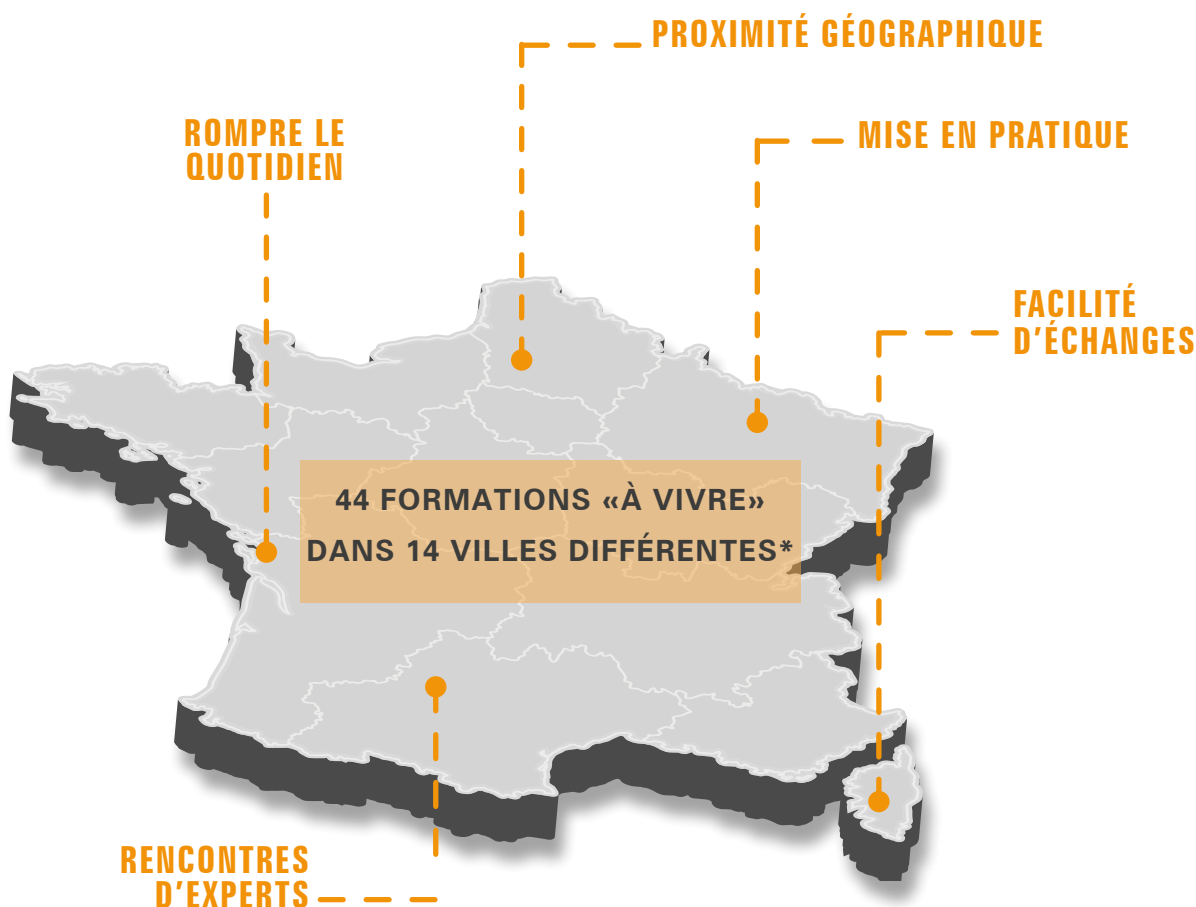 PROXIMITÉ GÉOGRAPHIQUE
ROMPRE LE
QUOTIDIEN
MISE EN PRATIQUE
FACILITÉ
D'ÉCHANGES
44 FORMATIONS «À VIVRE»
DANS 14 VILLES DIFFÉRENTES*
RENCONTRES
D'EXPERTS